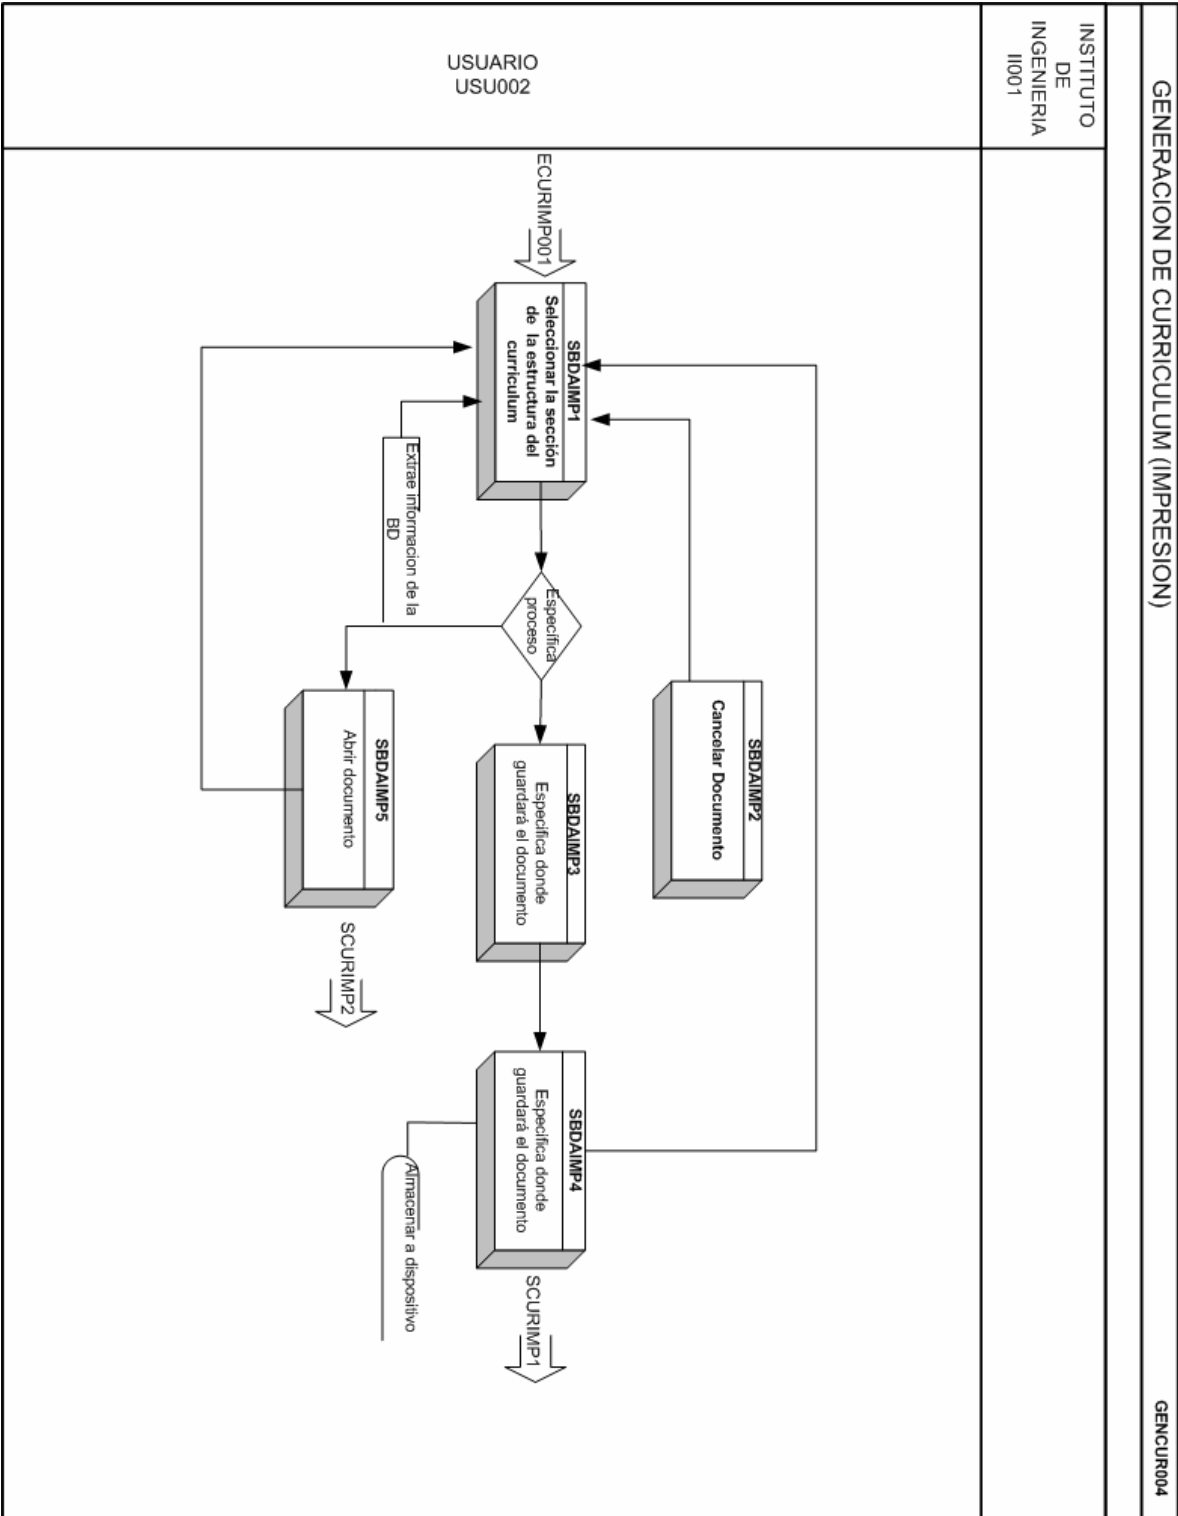 GENERACION DE CURRICULUM (IMPRESION)
GENCUR004
INSTITUTO
DE
INGENIERIA
II001
USUARIO
USU002
ECURIMP001
SBDAIMP1
Seleccionar la sección
de la estructura del
curriculum
Especifica
proceso
Extrae informacion de la
BD
SBDAIMP2
Cancelar Documento
SBDAIMP3
Especifica donde
guardará el documento
SBDAIMP4
Especifica donde
guardará el documento
SCURIMP1
Almacenar a dispositivo
SBDAIMP5
Abrir documento
SCURIMP2